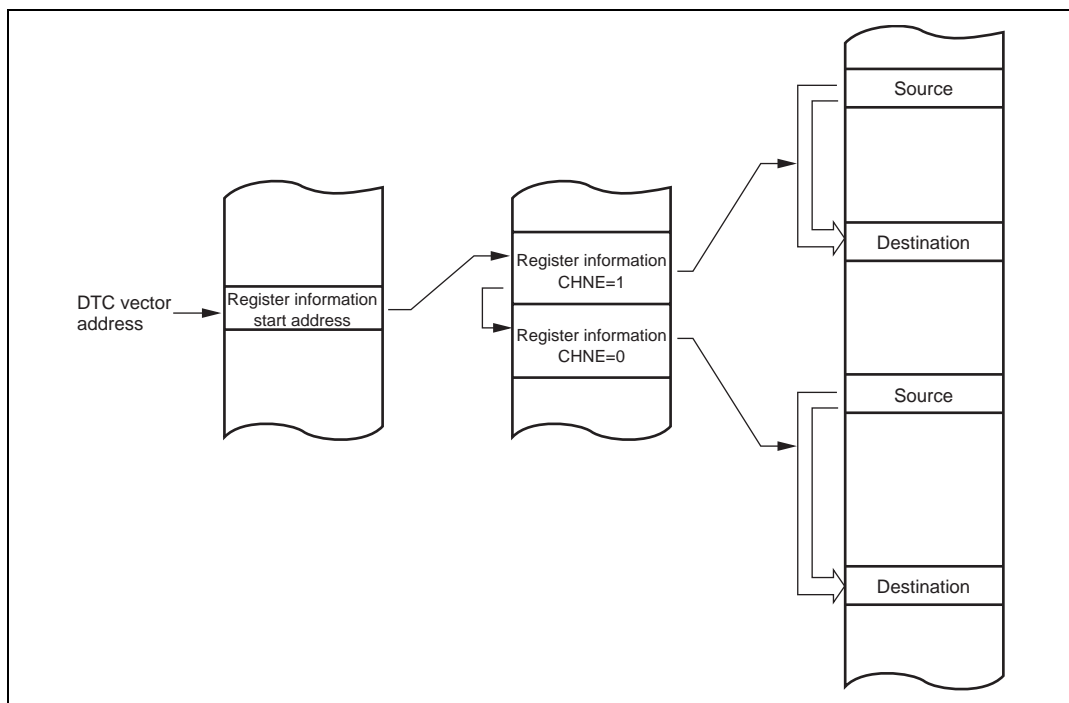 DTC vector
address
Register information
start address
Register information
CHNE=1
Register information
CHNE=0
Source
Destination
Source
Destination